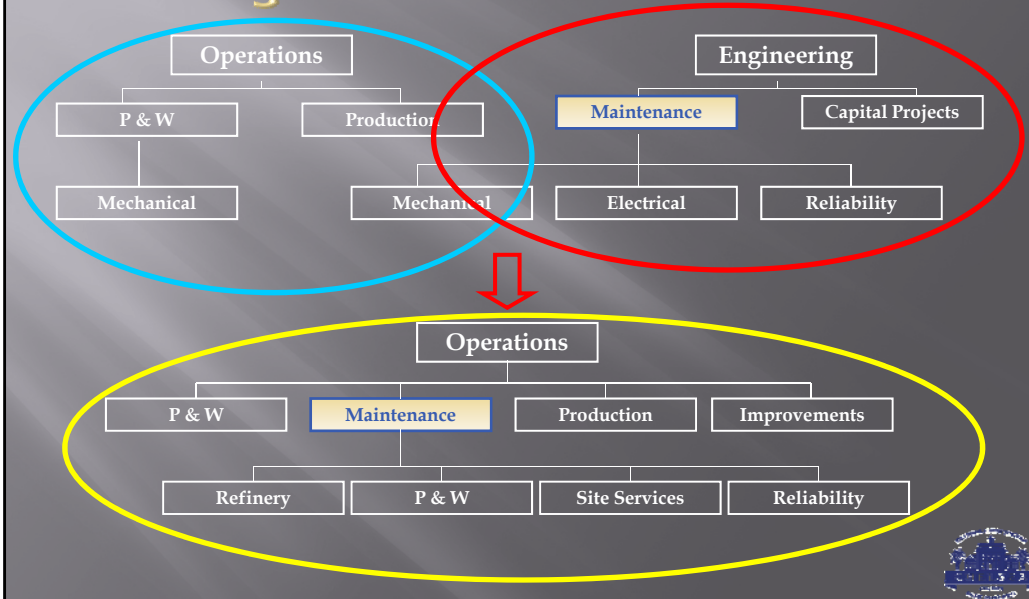 Operations
Engineering
P & W
Production
Maintenance
Capital Projects
Mechanical
Mechanical
Electrical
Reliability
Operations
P & W
Maintenance
Production
Improvements
Refinery
P & W
Site Services
Reliability